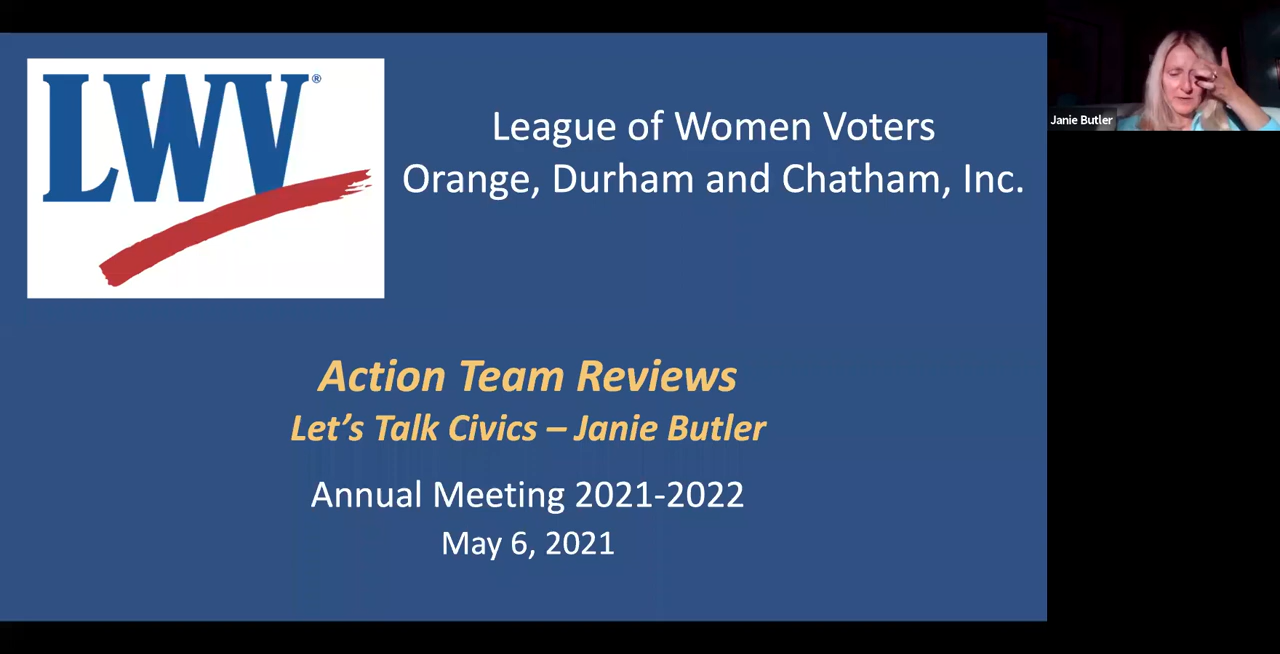 LWV®
League of Women Voters
Orange, Durham and Chatham, Inc.
Janie Butler
Action Team Reviews
Let's Talk Civics – Janie Butler
Annual Meeting 2021-2022
May 6, 2021